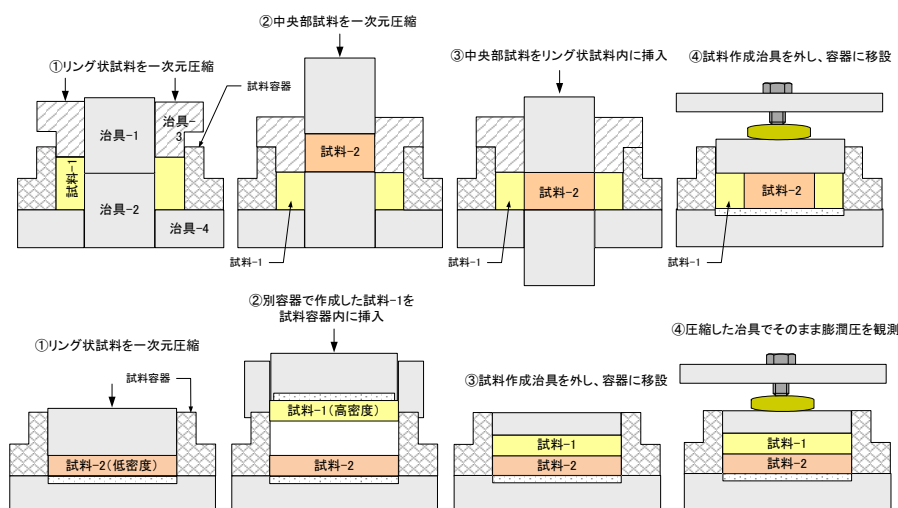 ①リング状試料を一次元圧縮
試料容器
治具-1
治具-
3
試料-1
治具-2
治具-4
②中央部試料を一次元圧縮
試料-2
試料-1
③中央部試料をリング状試料内に挿入
試料-2
試料-1
④試料作成治具を外し、容器に移設
試料-2
試料-1
①リング状試料を一次元圧縮
試料容器
試料-2(低密度)
②別容器で作成した試料-1を
試料容器内に挿入
試料-1(高密度)
試料-2
③試料作成治具を外し、容器に移設
試料-1
試料-2
④圧縮した冶具でそのまま膨潤圧を観測
試料-1
試料-2